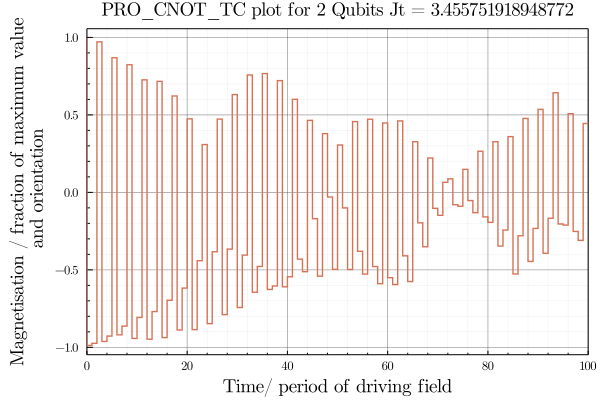 PRO_CNOT_TC plot for 2 Qubits Jt = 3.455751918948772
Magnetisation / fraction of maximum value
and orientation
1.0
0.5
0.0
−0.5
−1.0
0 20 40 60 80 100
Time/ period of driving field